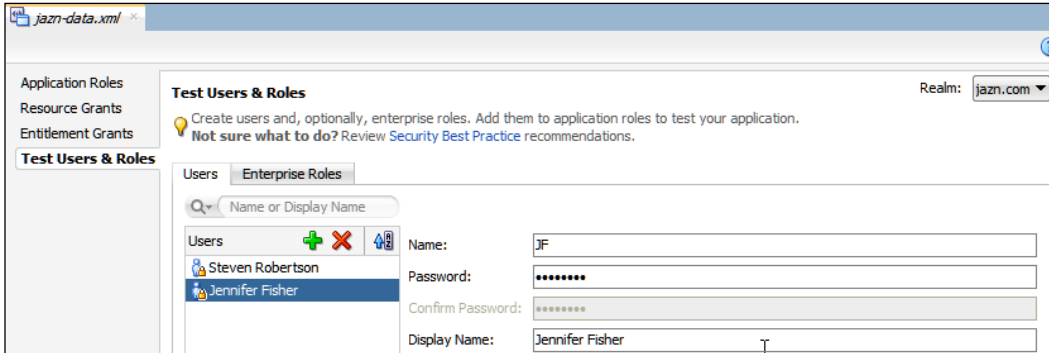 jazn-data.xml
Application Roles
Resource Grants
Entitlement Grants
Test Users & Roles
Test Users & Roles
Realm: jazn.com
Create users and, optionally, enterprise roles. Add them to application roles to test your application.
Not sure what to do? Review Security Best Practice recommendations.
Users Enterprise Roles
Name or Display Name
Users
Steven Robertson
Jennifer Fisher
Name: JF
Password: ••••••••
Confirm Password: ••••••••
Display Name: Jennifer Fisher